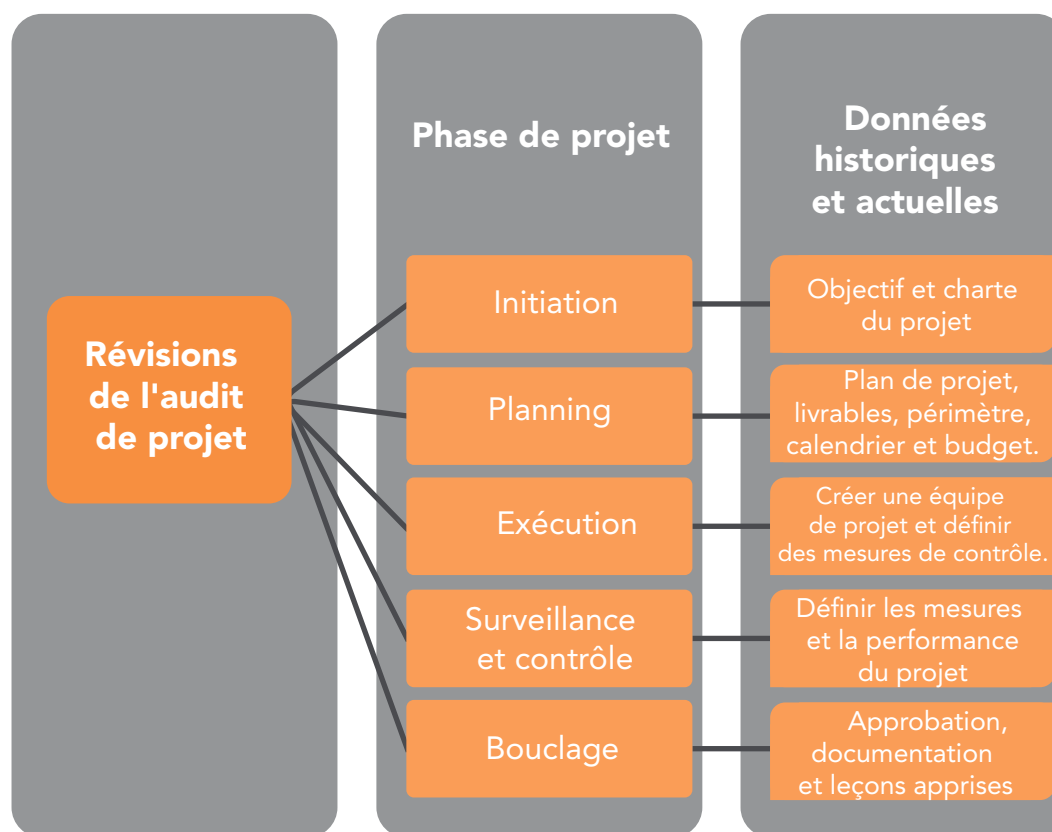 Révisions
de l'audit
de projet
Phase de projet
Initiation
Planning
Exécution
Surveillance
et contrôle
Bouclage
Données
historiques
et actuelles
Objectif et charte
du projet
Plan de projet,
livrables, périmètre,
calendrier et budget.
Créer une équipe
de projet et définir
des mesures de contrôle.
Définir les mesures
et la performance
du projet
Approbation,
documentation
et leçons apprises